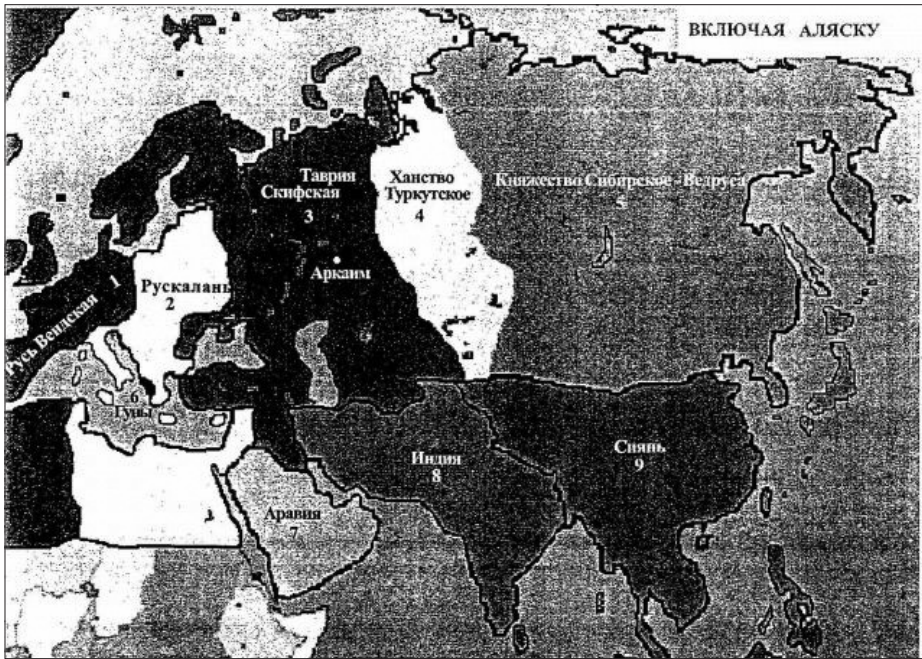 ВКЛЮЧАЯ АЛЯСКУ
Таврия
Скифская
3
Ханство
Туркутское
4
Княжество Сибирское - Ведруса
5
Аркаим
1
Русь Вендская
Рускалань
2
6
Гуны
Аравия
7
Индия
8
Сиянь
9